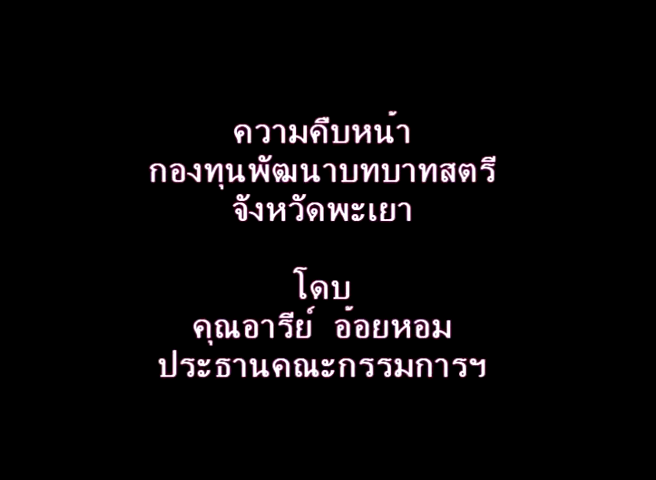 ความคืบหน้า
กองทุนพัฒนาบทบาทสตรี
จังหวัดพะเยา
โดบ
คุณอารีย์ อ้อยหอม
ประธานคณะกรรมการฯ